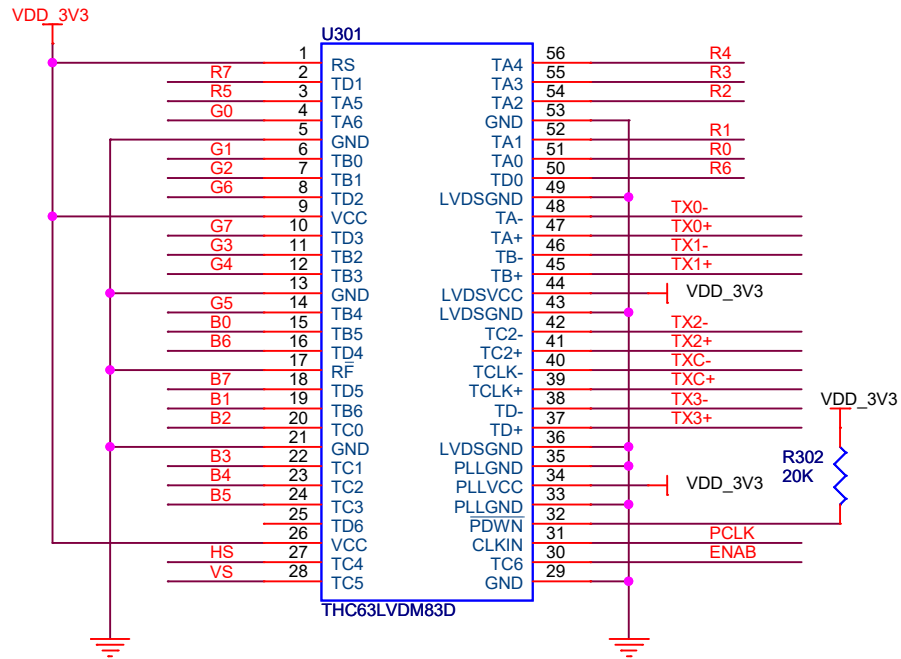 VDD_3V3
U301
1 RS TA4 56 R4
R7 2 TD1 TA3 55 R3
R5 3 TA5 TA2 54 R2
G0 4 TA6 GND 53
5 GND TA1 52 R1
G1 6 TB0 TA0 51 R0
G2 7 TB1 TD0 50 R6
G6 8 TD2 LVDSGND 49
9 VCC TA- 48 TX0-
G7 10 TD3 TA+ 47 TX0+
G3 11 TB2 TB- 46 TX1-
G4 12 TB3 TB+ 45 TX1+
13 GND LVDSVCC 44 VDD_3V3
G5 14 TB4 LVDSGND 43
B0 15 TB5 TC2- 42 TX2-
B6 16 TD4 TC2+ 41 TX2+
17 RF̅ TCLK- 40 TXC-
B7 18 TD5 TCLK+ 39 TXC+
B1 19 TB6 TD- 38 TX3-
B2 20 TC0 TD+ 37 TX3+
VDD_3V3
21 GND LVDSGND 36
B3 22 TC1 PLLGND 35
R302
20K
B4 23 TC2 PLLVCC 34 VDD_3V3
B5 24 TC3 PLLGND 33
25 TD6 P̅D̅W̅N̅ 32
26 VCC CLKIN 31 PCLK
HS 27 TC4 TC6 30 ENAB
VS 28 TC5 GND 29
THC63LVDM83D